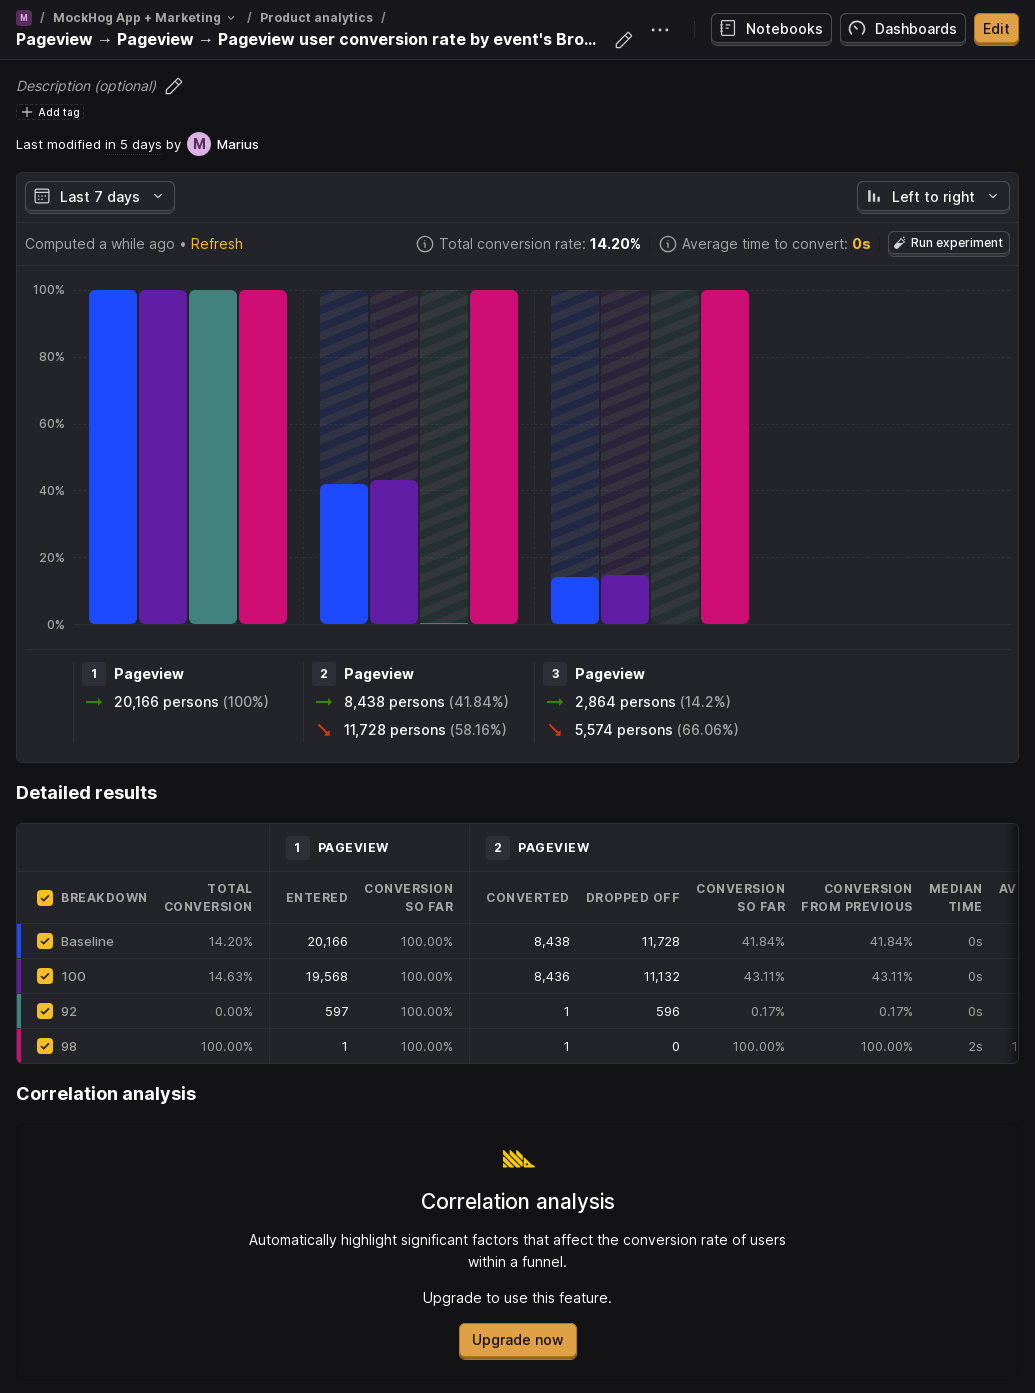 M / MockHog App + Marketing / Product analytics /
Pageview → Pageview → Pageview user conversion rate by event's Bro...
Notebooks
Dashboards
Edit
Description (optional)
Add tag
Last modified in 5 days by M Marius
Last 7 days
Left to right
Computed a while ago • Refresh
Total conversion rate: 14.20%
Average time to convert: 0s
Run experiment
100%
80%
60%
40%
20%
0%
1 Pageview
20,166 persons (100%)
2 Pageview
8,438 persons (41.84%)
11,728 persons (58.16%)
3 Pageview
2,864 persons (14.2%)
5,574 persons (66.06%)
Detailed results
1 PAGEVIEW 2 PAGEVIEW
BREAKDOWN TOTAL CONVERSION ENTERED CONVERSION SO FAR CONVERTED DROPPED OFF CONVERSION SO FAR CONVERSION FROM PREVIOUS MEDIAN TIME AV
Baseline 14.20% 20,166 100.00% 8,438 11,728 41.84% 41.84% 0s
100 14.63% 19,568 100.00% 8,436 11,132 43.11% 43.11% 0s
92 0.00% 597 100.00% 1 596 0.17% 0.17% 0s
98 100.00% 1 100.00% 1 0 100.00% 100.00% 2s 1
Correlation analysis
Correlation analysis
Automatically highlight significant factors that affect the conversion rate of users
within a funnel.
Upgrade to use this feature.
Upgrade now